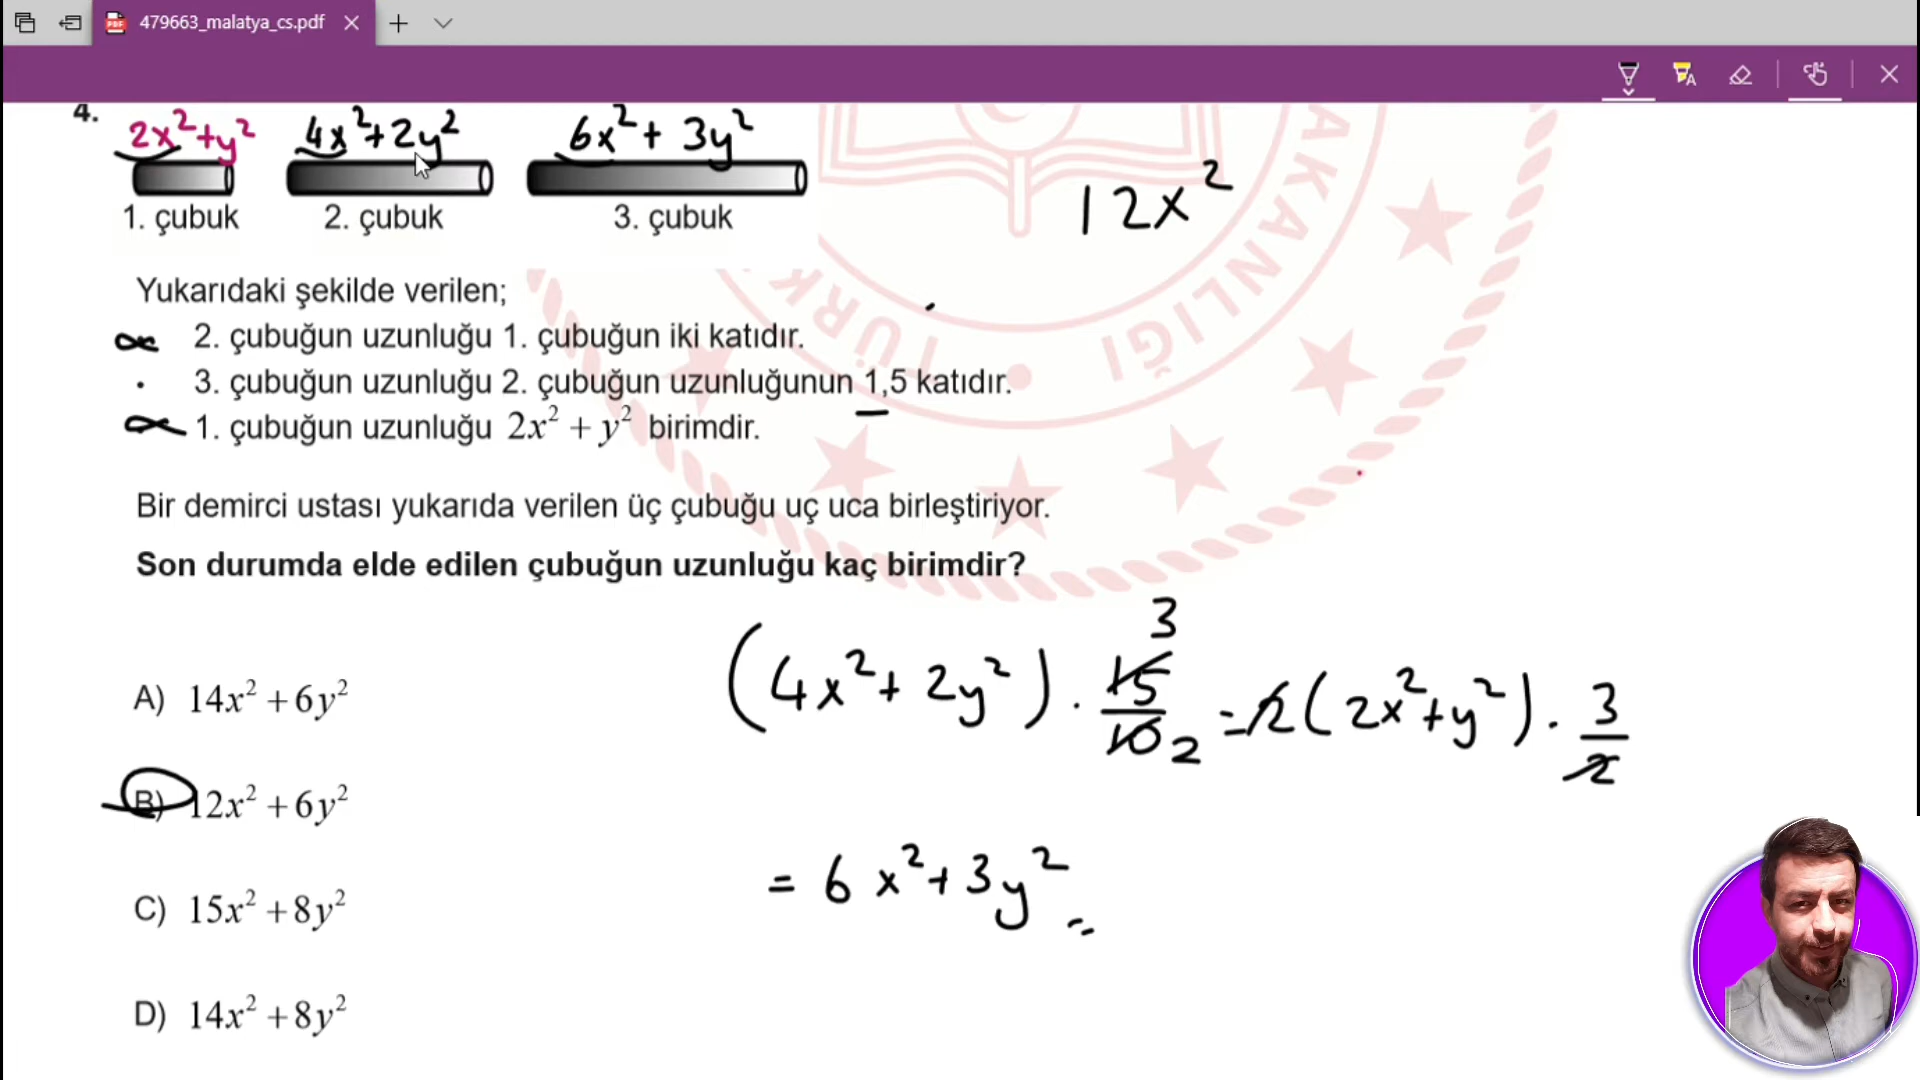 479663_malatya_cs.pdf
4.
2x²+y²
4x²+2y²
6x²+3y²
12x²
1. çubuk
2. çubuk
3. çubuk
Yukarıdaki şekilde verilen;
2. çubuğun uzunluğu 1. çubuğun iki katıdır.
· 3. çubuğun uzunluğu 2. çubuğun uzunluğunun 1,5 katıdır.
1. çubuğun uzunluğu 2x² + y² birimdir.
Bir demirci ustası yukarıda verilen üç çubuğu uç uca birleştiriyor.
Son durumda elde edilen çubuğun uzunluğu kaç birimdir?
(4x²+2y²) · 15/10 3 2 = 2(2x²+y²) · 3/2
= 6x²+3y²
A) 14x² + 6y²
B) 12x² + 6y²
C) 15x² + 8y²
D) 14x² + 8y²
AKANLIĞI
TÜRK